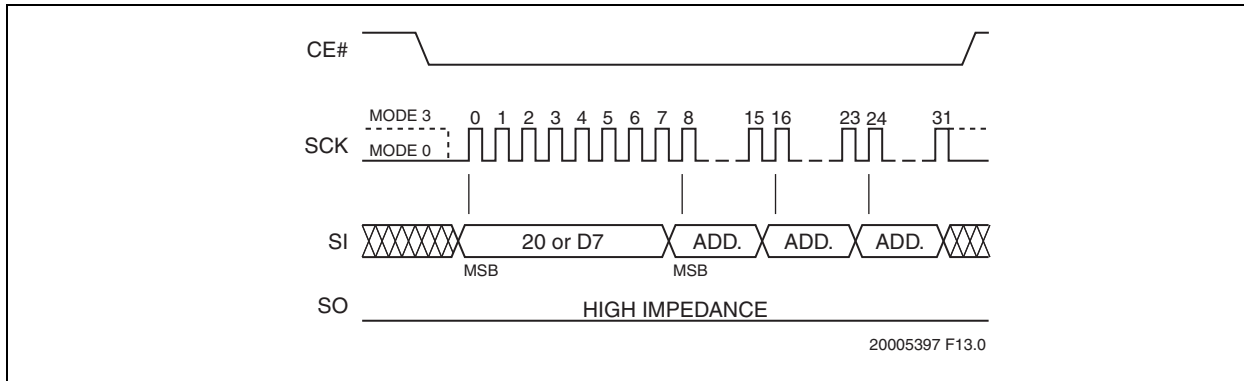 CE#
MODE 3
0 1 2 3 4 5 6 7 8 15 16 23 24 31
SCK
MODE 0
SI
20 or D7 ADD. ADD. ADD.
MSB MSB
SO
HIGH IMPEDANCE
20005397 F13.0